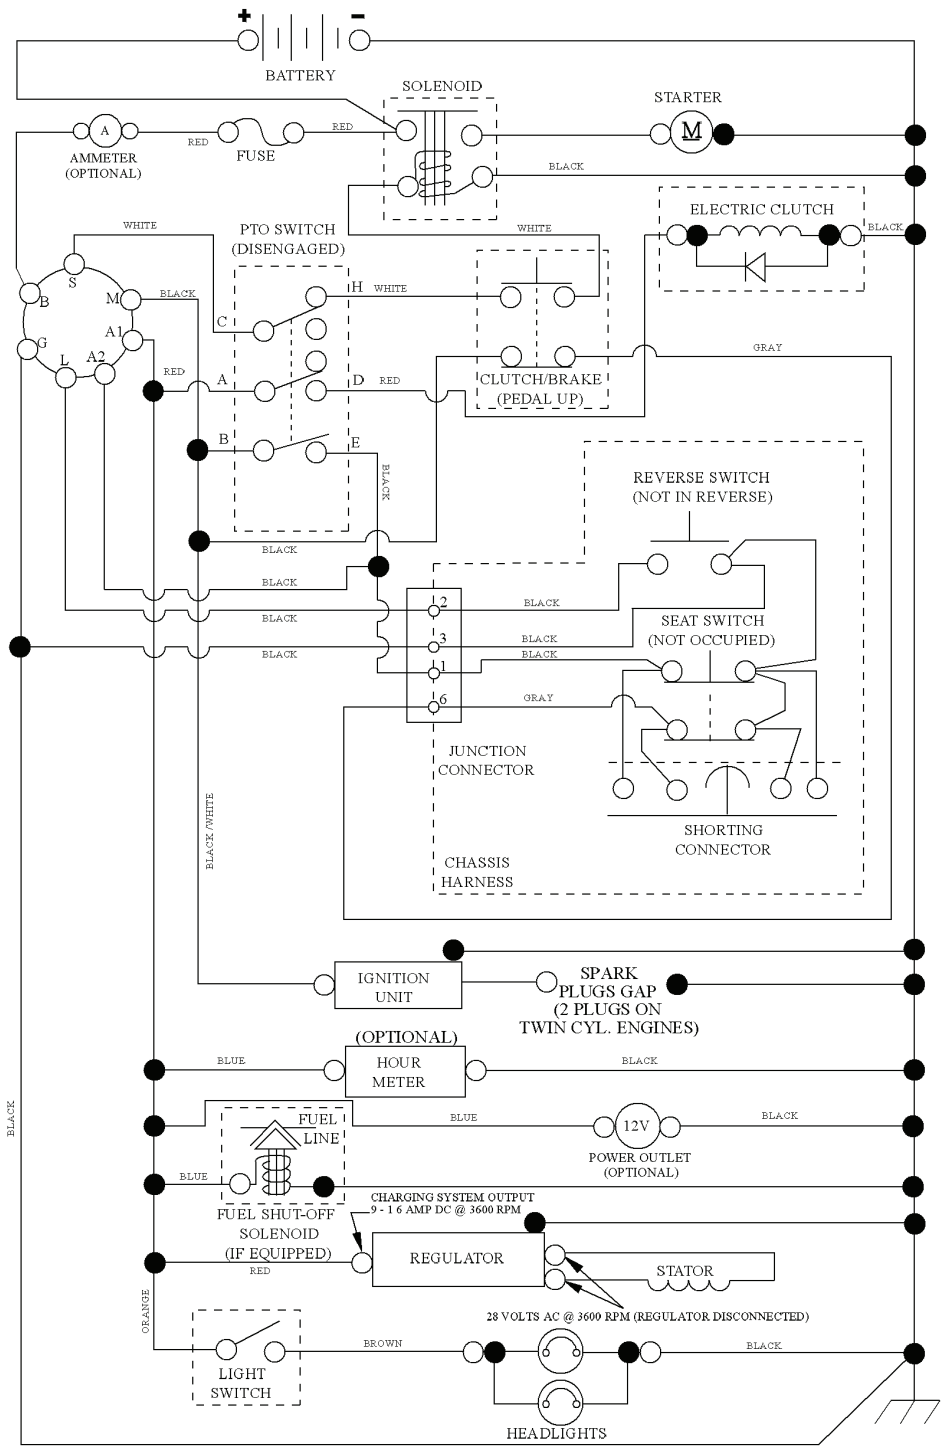 + -
BATTERY
SOLENOID
STARTER
A
RED
FUSE
RED
M
AMMETER
(OPTIONAL)
BLACK
ELECTRIC CLUTCH
BLACK
WHITE
PTO SWITCH
(DISENGAGED)
WHITE
S
B
M
BLACK
G
A1
L
A2
RED
C
H
WHITE
A
D
RED
B
E
BLACK
CLUTCH/BRAKE
(PEDAL UP)
GRAY
REVERSE SWITCH
(NOT IN REVERSE)
BLACK
BLACK
BLACK
BLACK
2
BLACK
SEAT SWITCH
(NOT OCCUPIED)
3
BLACK
BLACK
1
6
GRAY
JUNCTION
CONNECTOR
SHORTING
CONNECTOR
CHASSIS
HARNESS
BLACK /WHITE
IGNITION
UNIT
SPARK
PLUGS GAP
(2 PLUGS ON
TWIN CYL. ENGINES)
(OPTIONAL)
BLUE
HOUR
METER
BLACK
BLACK
FUEL
LINE
BLUE
12V
BLACK
POWER OUTLET
(OPTIONAL)
BLUE
FUEL SHUT-OFF
SOLENOID
(IF EQUIPPED)
CHARGING SYSTEM OUTPUT
9 - 1 6 AMP DC @ 3600 RPM
RED
REGULATOR
STATOR
28 VOLTS AC @ 3600 RPM (REGULATOR DISCONNECTED)
ORANGE
LIGHT
SWITCH
BROWN
BLACK
HEADLIGHTS